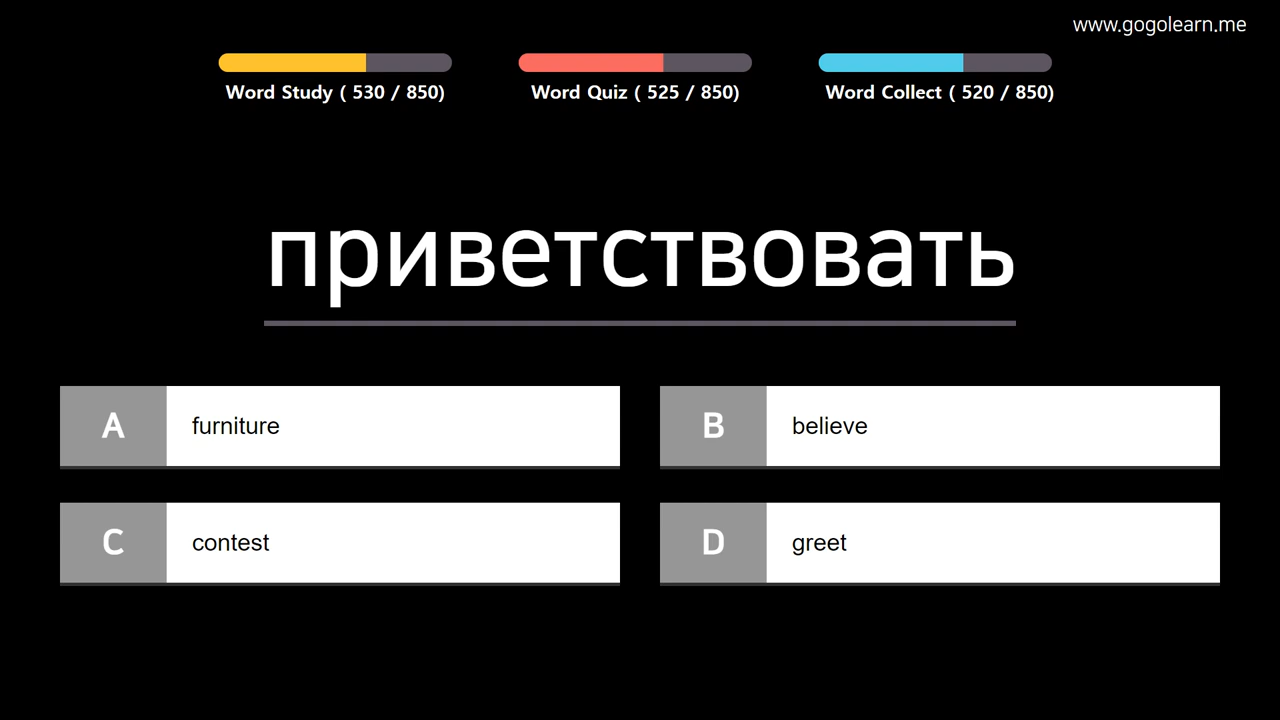 www.gogolearn.me
Word Study ( 530 / 850)
Word Quiz ( 525 / 850)
Word Collect ( 520 / 850)
приветствовать
A furniture
B believe
C contest
D greet